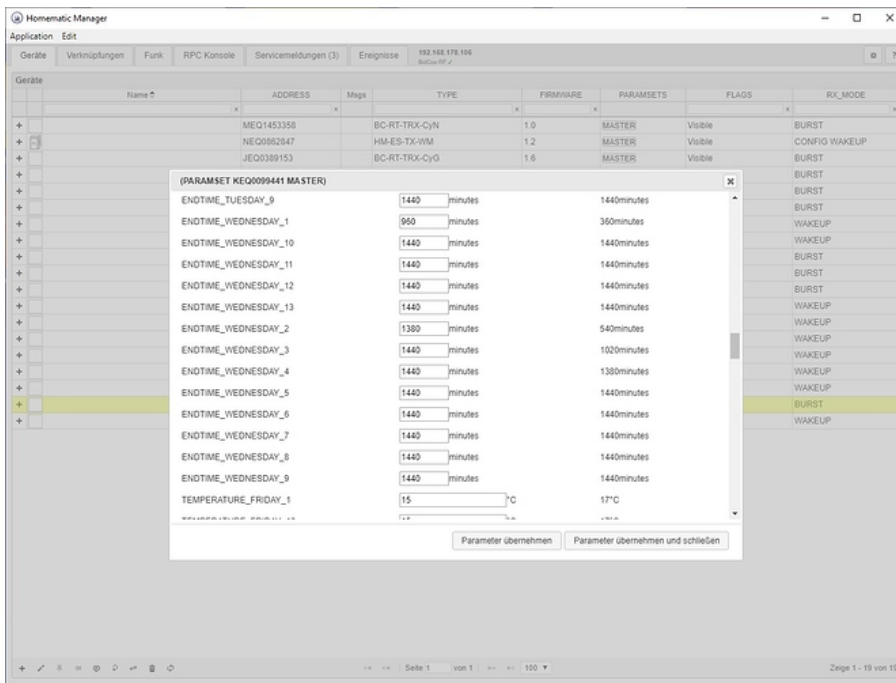 Homematic Manager
Application Edit
Geräte Verknüpfungen Funk RPC Konsole Servicemeldungen (3) Ereignisse 192.168.178.106
BidCos-RF ✓
Geräte
Name ADDRESS Msgs TYPE FIRMWARE PARAMSETS FLAGS RX_MODE
x x x x x x
MEQ1453358 BC-RT-TRX-CyN 1.0 MASTER Visible BURST
NEQ0862847 HM-ES-TX-WM 1.2 MASTER Visible CONFIG WAKEUP
JEQ0389153 BC-RT-TRX-CyG 1.6 MASTER Visible BURST
BURST
(PARAMSET KEQ0099441 MASTER)
BURST
ENDTIME_TUESDAY_9 1440 minutes 1440minutes
BURST
ENDTIME_WEDNESDAY_1 960 minutes 360minutes
WAKEUP
ENDTIME_WEDNESDAY_10 1440 minutes 1440minutes
WAKEUP
ENDTIME_WEDNESDAY_11 1440 minutes 1440minutes
BURST
ENDTIME_WEDNESDAY_12 1440 minutes 1440minutes
BURST
BURST
ENDTIME_WEDNESDAY_13 1440 minutes 1440minutes
WAKEUP
ENDTIME_WEDNESDAY_2 1380 minutes 540minutes
WAKEUP
ENDTIME_WEDNESDAY_3 1440 minutes 1020minutes
WAKEUP
ENDTIME_WEDNESDAY_4 1440 minutes 1380minutes
WAKEUP
ENDTIME_WEDNESDAY_5 1440 minutes 1440minutes
WAKEUP
ENDTIME_WEDNESDAY_6 1440 minutes 1440minutes
WAKEUP
BURST
ENDTIME_WEDNESDAY_7 1440 minutes 1440minutes
WAKEUP
ENDTIME_WEDNESDAY_8 1440 minutes 1440minutes
ENDTIME_WEDNESDAY_9 1440 minutes 1440minutes
TEMPERATURE_FRIDAY_1 15 °C 17°C
Parameter übernehmen Parameter übernehmen und schließen
Seite 1 von 1 100 Zeige 1 - 19 von 19